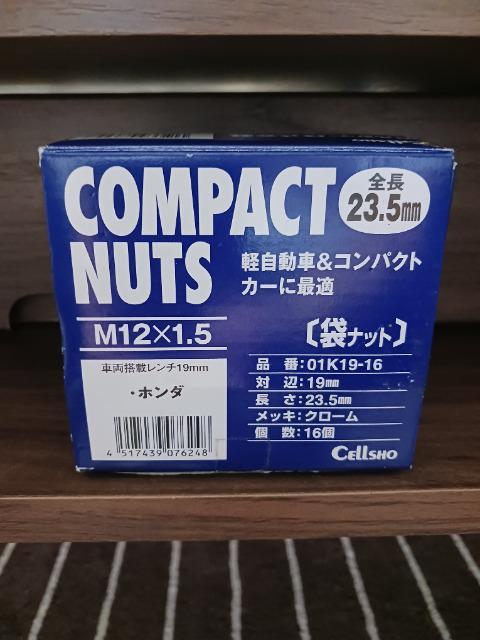 COMPACT
NUTS
全長
23.5mm
軽自動車&コンパクト
カーに最適
M12×1.5
〔袋ナット〕
車両搭載レンチ19mm
・ホンダ
品番:01K19-16
対辺:19mm
長さ:23.5mm
メッキ:クローム
個数:16個
4 517439 076248
CellSHO